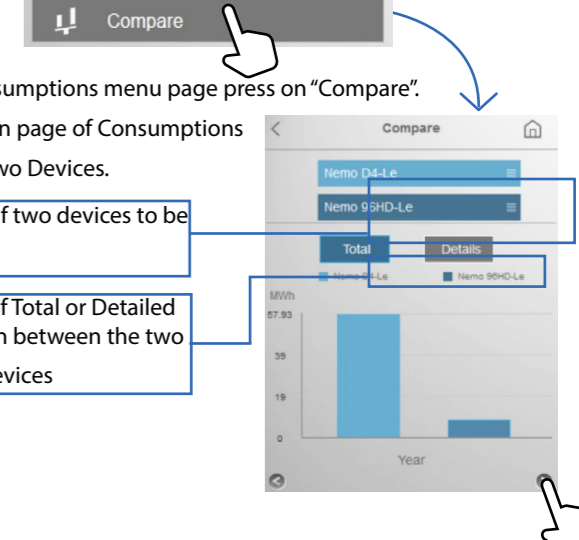 Compare
sumptions menu page press on “Compare”.
n page of Consumptions
wo Devices.
f two devices to be
f Total or Detailed
n between the two
evices
Compare
Nemo D4-Le
Nemo 96HD-Le
Total Details
Nemo D4-Le Nemo 96HD-Le
MWh
57.93
39
19
0
Year